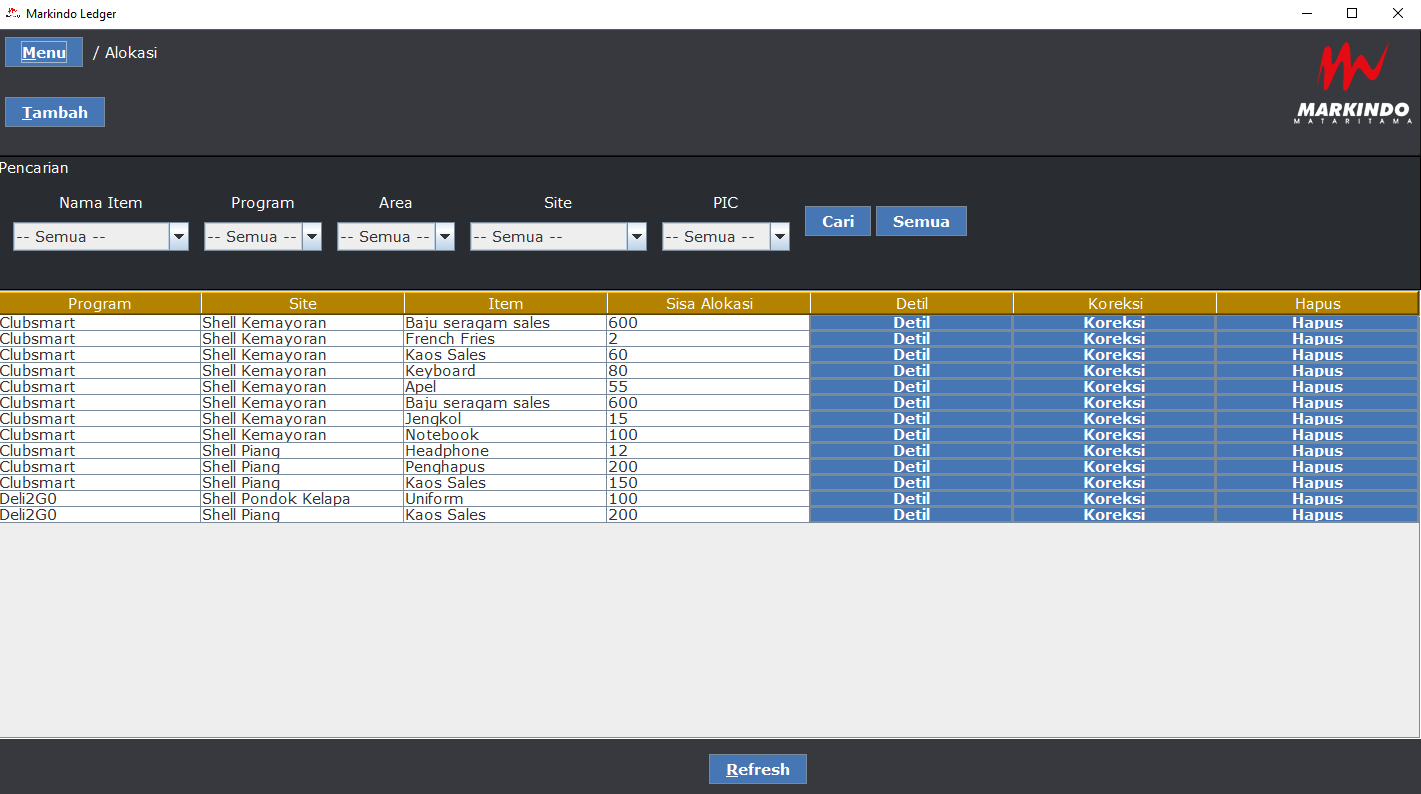 Markindo Ledger
Menu / Alokasi
MARKINDO
MATARITAMA
Tambah
Pencarian
Nama Item Program Area Site PIC
-- Semua -- -- Semua -- -- Semua -- -- Semua -- -- Semua -- Cari Semua
Program Site Item Sisa Alokasi Detil Koreksi Hapus
Clubsmart Shell Kemayoran Baju seragam sales 600 Detil Koreksi Hapus
Clubsmart Shell Kemayoran French Fries 2 Detil Koreksi Hapus
Clubsmart Shell Kemayoran Kaos Sales 60 Detil Koreksi Hapus
Clubsmart Shell Kemayoran Keyboard 80 Detil Koreksi Hapus
Clubsmart Shell Kemayoran Apel 55 Detil Koreksi Hapus
Clubsmart Shell Kemayoran Baju seragam sales 600 Detil Koreksi Hapus
Clubsmart Shell Kemayoran Jengkol 15 Detil Koreksi Hapus
Clubsmart Shell Kemayoran Notebook 100 Detil Koreksi Hapus
Clubsmart Shell Piang Headphone 12 Detil Koreksi Hapus
Clubsmart Shell Piang Penghapus 200 Detil Koreksi Hapus
Clubsmart Shell Piang Kaos Sales 150 Detil Koreksi Hapus
Deli2G0 Shell Pondok Kelapa Uniform 100 Detil Koreksi Hapus
Deli2G0 Shell Piang Kaos Sales 200 Detil Koreksi Hapus
Refresh